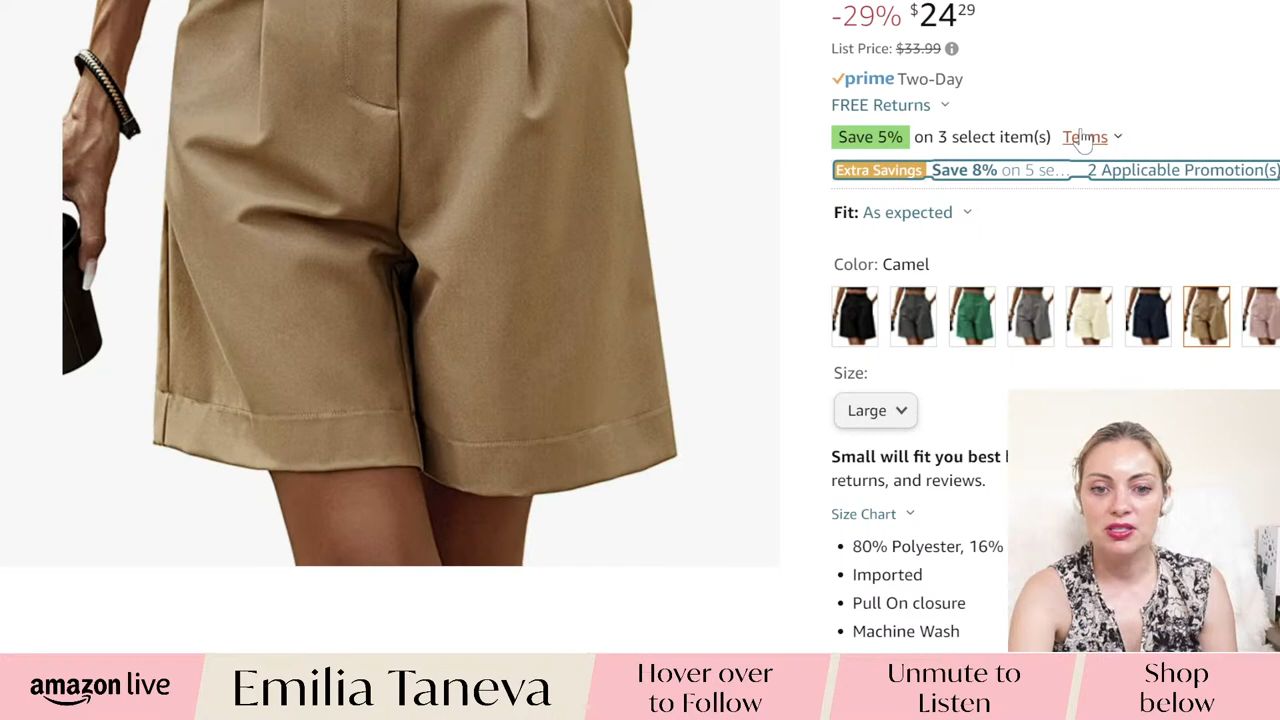 -29% $24 29
List Price: $33.99
prime Two-Day
FREE Returns
Save 5% on 3 select item(s) Terms
Extra Savings Save 8% on 5 se... 2 Applicable Promotion(s)
Fit: As expected
Color: Camel
Size:
Large
Small will fit you best
returns, and reviews.
Size Chart
• 80% Polyester, 16%
• Imported
• Pull On closure
• Machine Wash
amazon live
Emilia Taneva
Hover over
to Follow
Unmute to
Listen
Shop
below